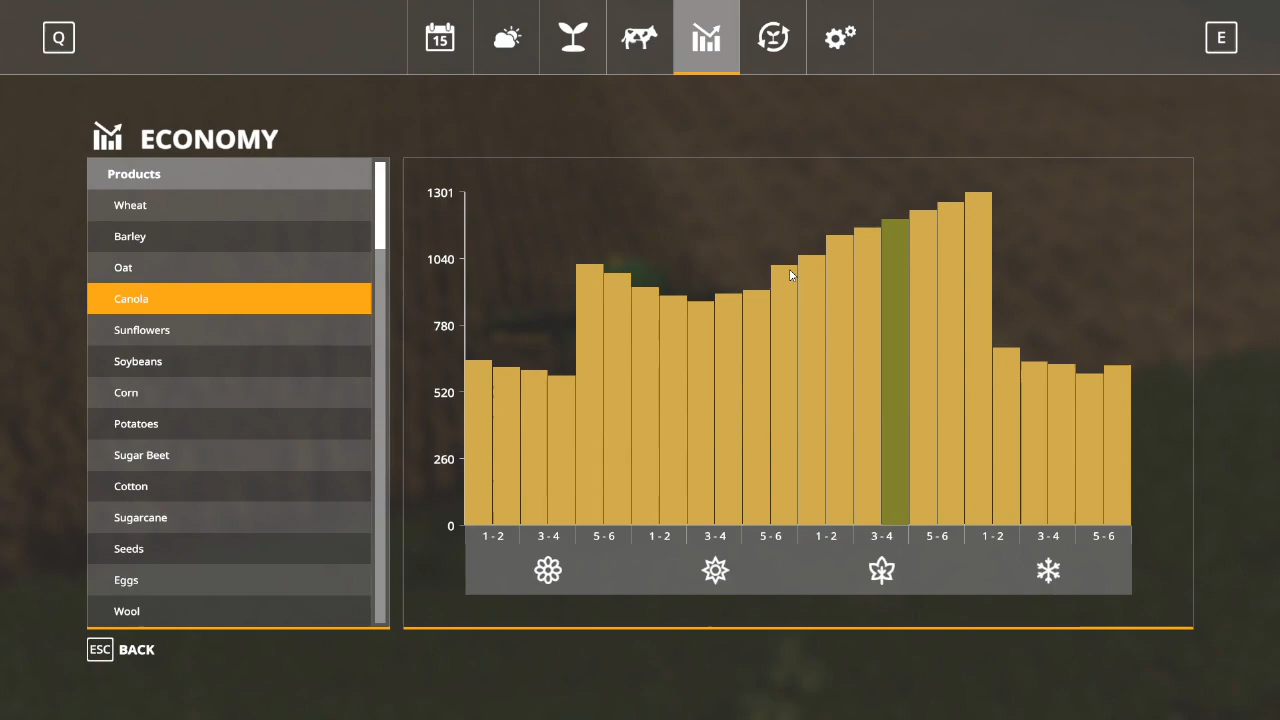 Q
15
E
ECONOMY
Products
Wheat
Barley
Oat
Canola
Sunflowers
Soybeans
Corn
Potatoes
Sugar Beet
Cotton
Sugarcane
Seeds
Eggs
Wool
1301
1040
780
520
260
0
1 - 2 3 - 4 5 - 6 1 - 2 3 - 4 5 - 6 1 - 2 3 - 4 5 - 6 1 - 2 3 - 4 5 - 6
ESC BACK